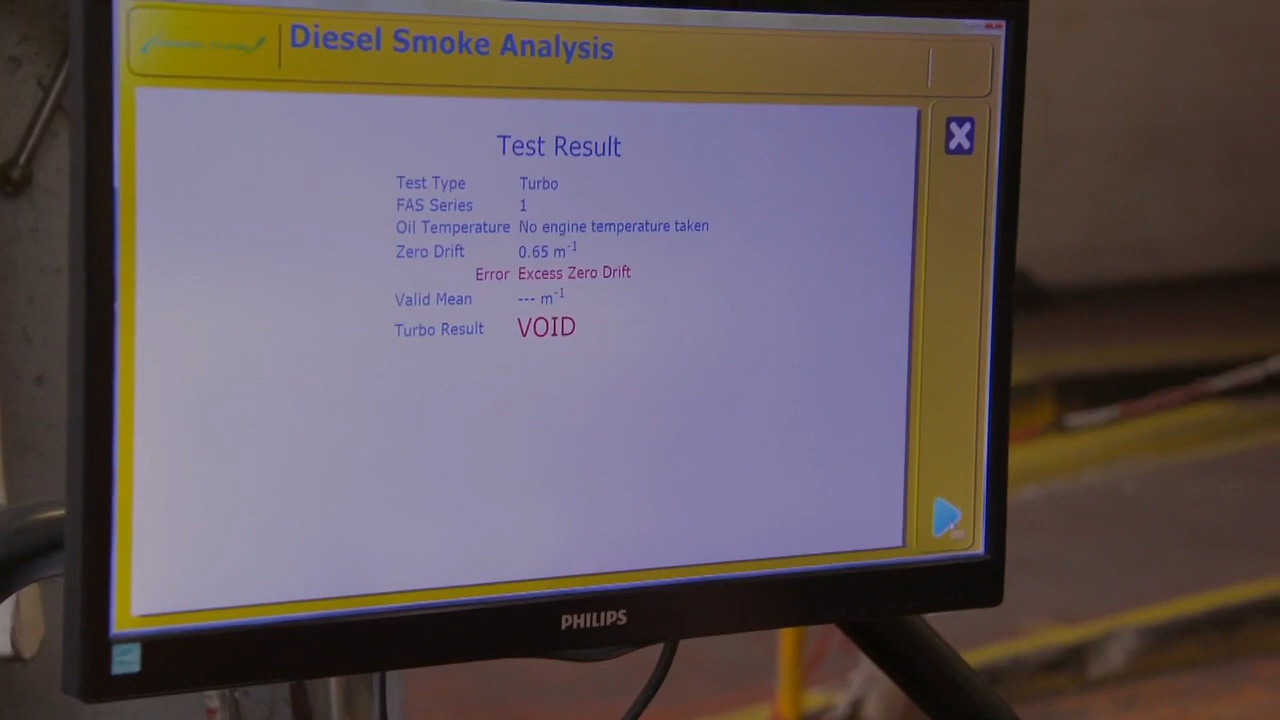 Diesel Smoke Analysis
Test Result
Test Type Turbo
FAS Series 1
Oil Temperature No engine temperature taken
Zero Drift 0.65 m⁻¹
Error Excess Zero Drift
Valid Mean --- m⁻¹
Turbo Result VOID
PHILIPS